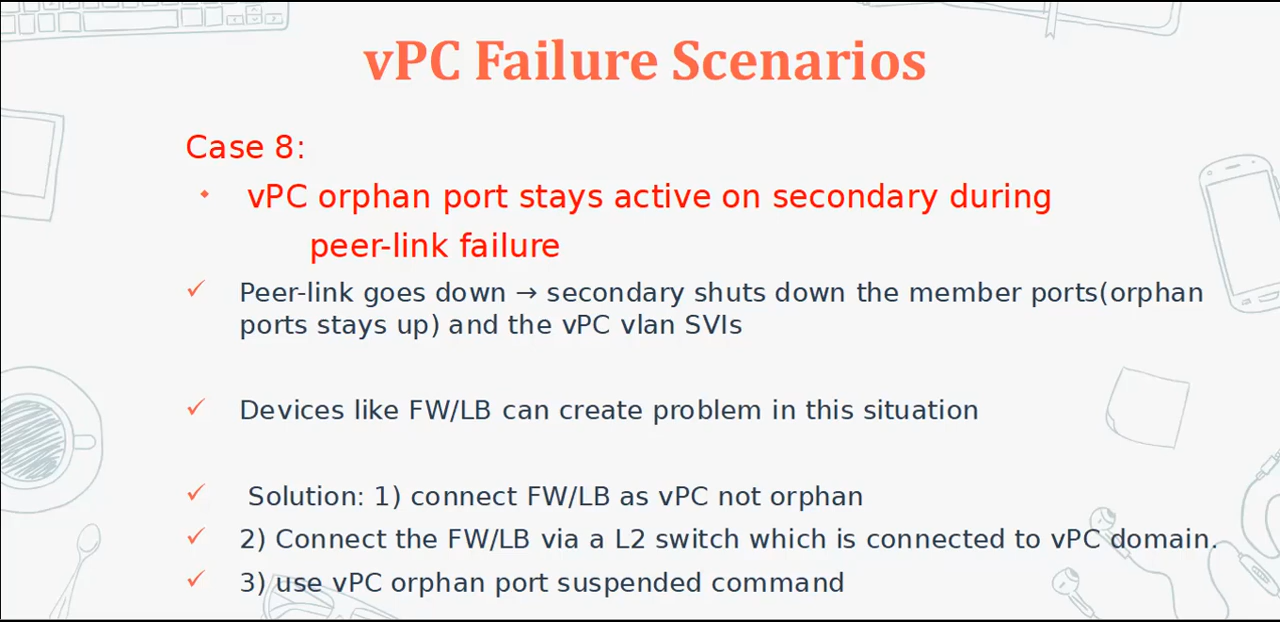 vPC Failure Scenarios
Case 8:
vPC orphan port stays active on secondary during
peer-link failure
Peer-link goes down → secondary shuts down the member ports(orphan
ports stays up) and the vPC vlan SVIs
Devices like FW/LB can create problem in this situation
Solution: 1) connect FW/LB as vPC not orphan
2) Connect the FW/LB via a L2 switch which is connected to vPC domain.
3) use vPC orphan port suspended command